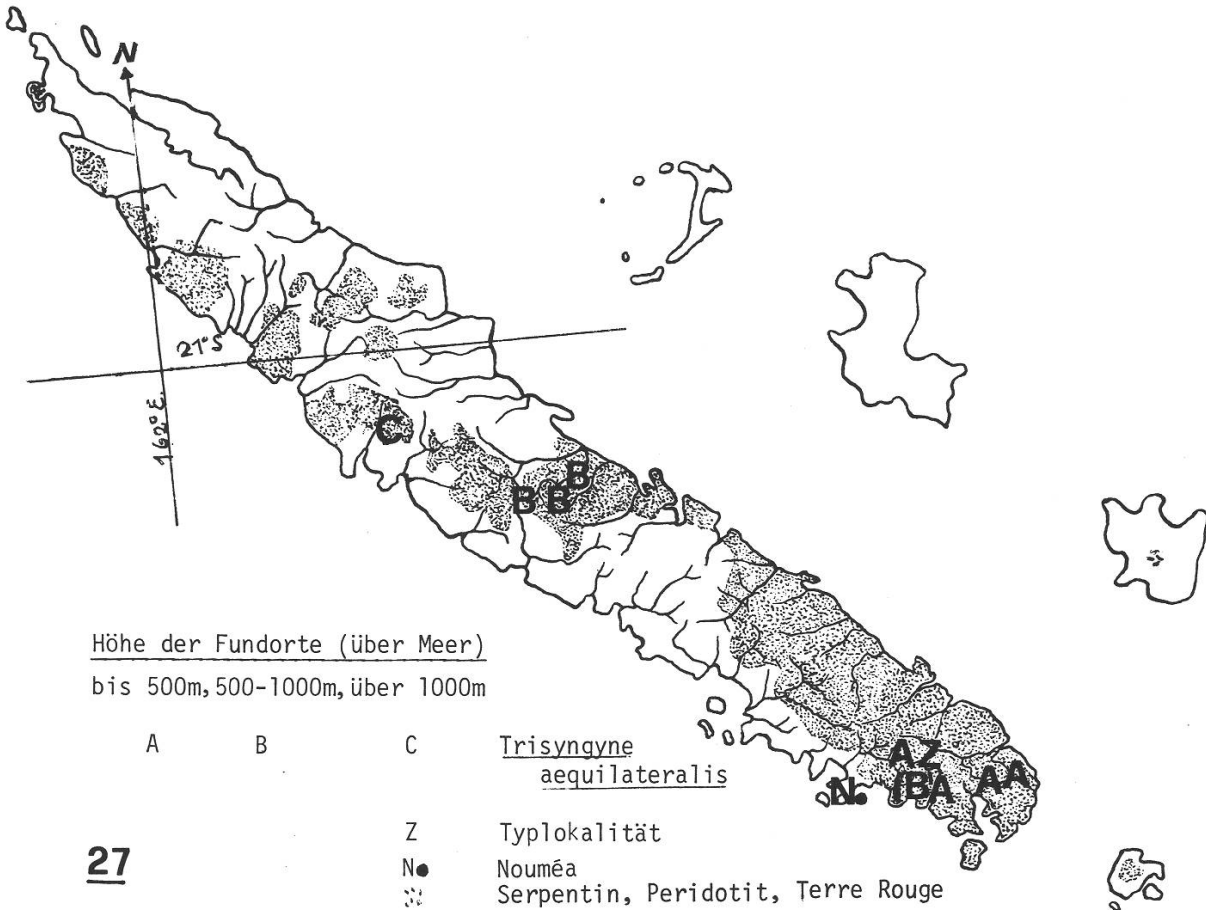 N
21°S
162°E.
C
B
B B
A Z
N. I B A A A
Höhe der Fundorte (über Meer)
bis 500m, 500-1000m, über 1000m
A B C Trisyngyne
aequilateralis
Z Typlokalität
N● Nouméa
Serpentin, Peridotit, Terre Rouge
27